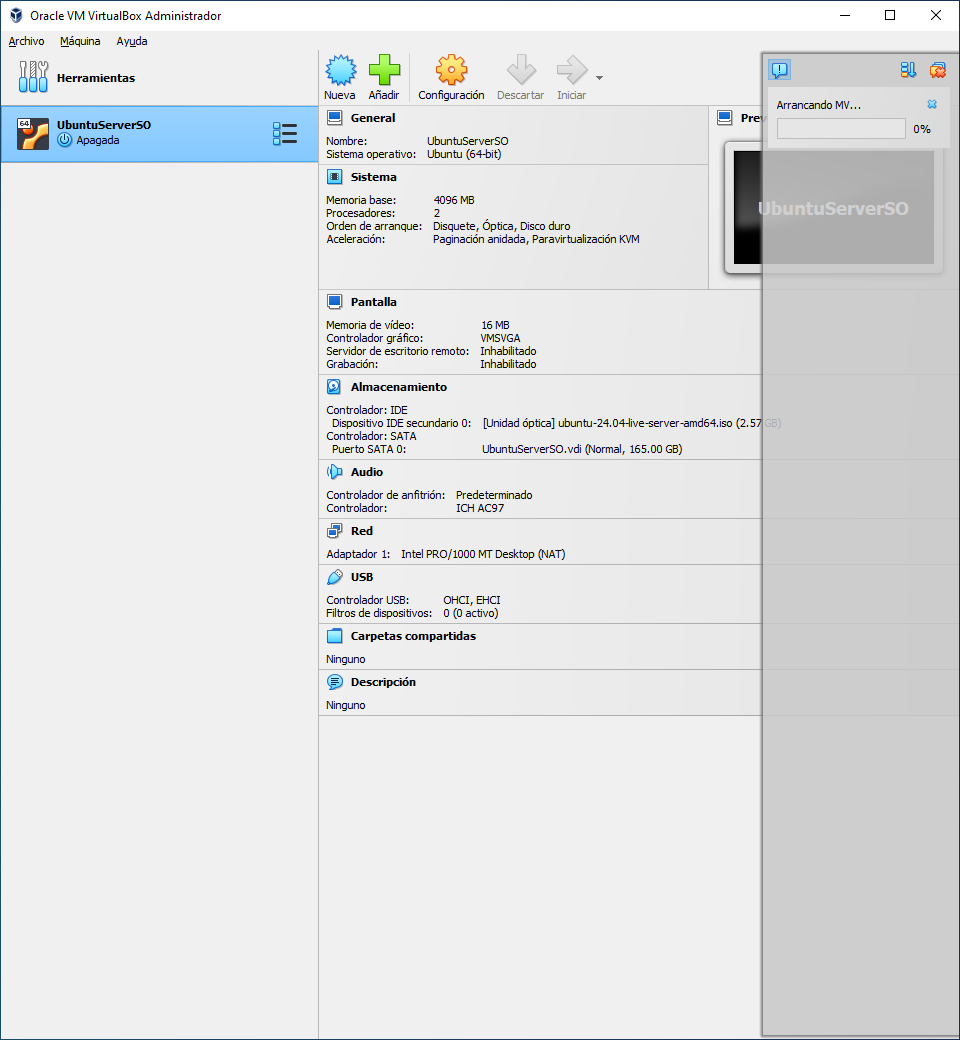 Oracle VM VirtualBox Administrador
Archivo Máquina Ayuda
Herramientas
64
UbuntuServerSO
Apagada
Nueva Añadir Configuración Descartar Iniciar
General
Nombre: UbuntuServerSO
Sistema operativo: Ubuntu (64-bit)
Sistema
Memoria base: 4096 MB
Procesadores: 2
Orden de arranque: Disquete, Óptica, Disco duro
Aceleración: Paginación anidada, Paravirtualización KVM
Prev
UbuntuServerSO
Arrancando MV...
0%
Pantalla
Memoria de vídeo: 16 MB
Controlador gráfico: VMSVGA
Servidor de escritorio remoto: Inhabilitado
Grabación: Inhabilitado
Almacenamiento
Controlador: IDE
Dispositivo IDE secundario 0: [Unidad óptica] ubuntu-24.04-live-server-amd64.iso (2.57 GB)
Controlador: SATA
Puerto SATA 0: UbuntuServerSO.vdi (Normal, 165.00 GB)
Audio
Controlador de anfitrión: Predeterminado
Controlador: ICH AC97
Red
Adaptador 1: Intel PRO/1000 MT Desktop (NAT)
USB
Controlador USB: OHCI, EHCI
Filtros de dispositivos: 0 (0 activo)
Carpetas compartidas
Ninguno
Descripción
Ninguno